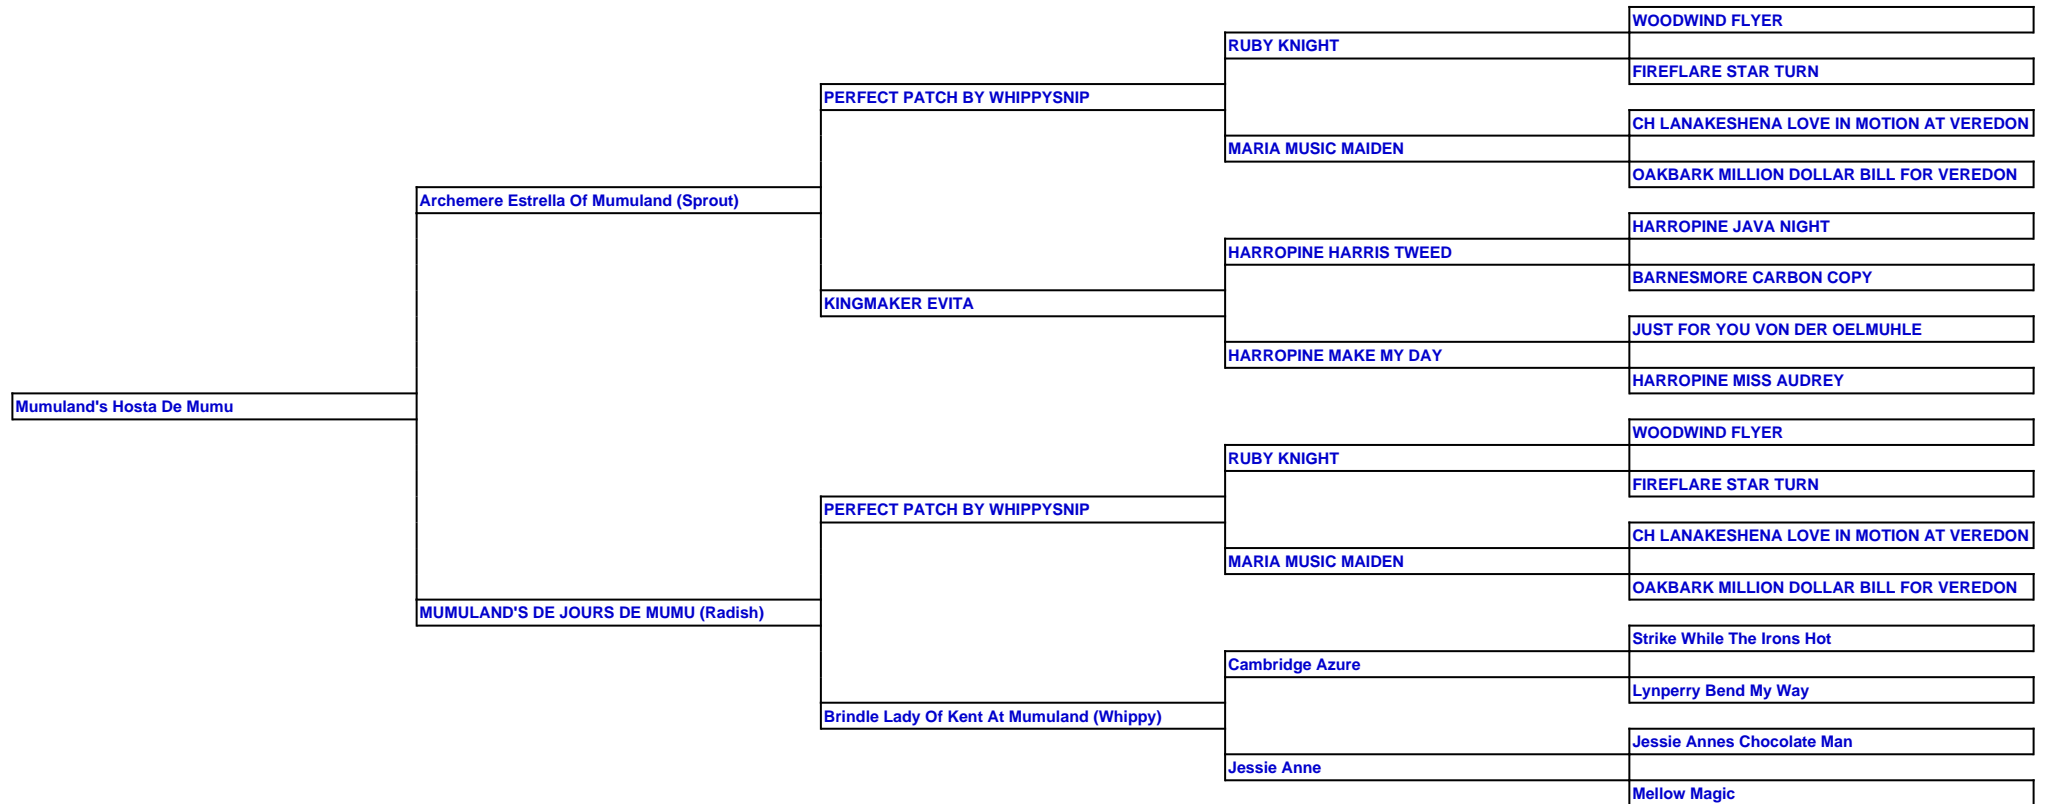 WOODWIND FLYER
RUBY KNIGHT
FIREFLARE STAR TURN
PERFECT PATCH BY WHIPPYSNIP
CH LANAKESHENA LOVE IN MOTION AT VEREDON
MARIA MUSIC MAIDEN
OAKBARK MILLION DOLLAR BILL FOR VEREDON
Archemere Estrella Of Mumuland (Sprout)
HARROPINE JAVA NIGHT
HARROPINE HARRIS TWEED
BARNESMORE CARBON COPY
KINGMAKER EVITA
JUST FOR YOU VON DER OELMUHLE
HARROPINE MAKE MY DAY
HARROPINE MISS AUDREY
Mumuland's Hosta De Mumu
WOODWIND FLYER
RUBY KNIGHT
FIREFLARE STAR TURN
PERFECT PATCH BY WHIPPYSNIP
CH LANAKESHENA LOVE IN MOTION AT VEREDON
MARIA MUSIC MAIDEN
OAKBARK MILLION DOLLAR BILL FOR VEREDON
MUMULAND'S DE JOURS DE MUMU (Radish)
Strike While The Irons Hot
Cambridge Azure
Lynperry Bend My Way
Brindle Lady Of Kent At Mumuland (Whippy)
Jessie Annes Chocolate Man
Jessie Anne
Mellow Magic